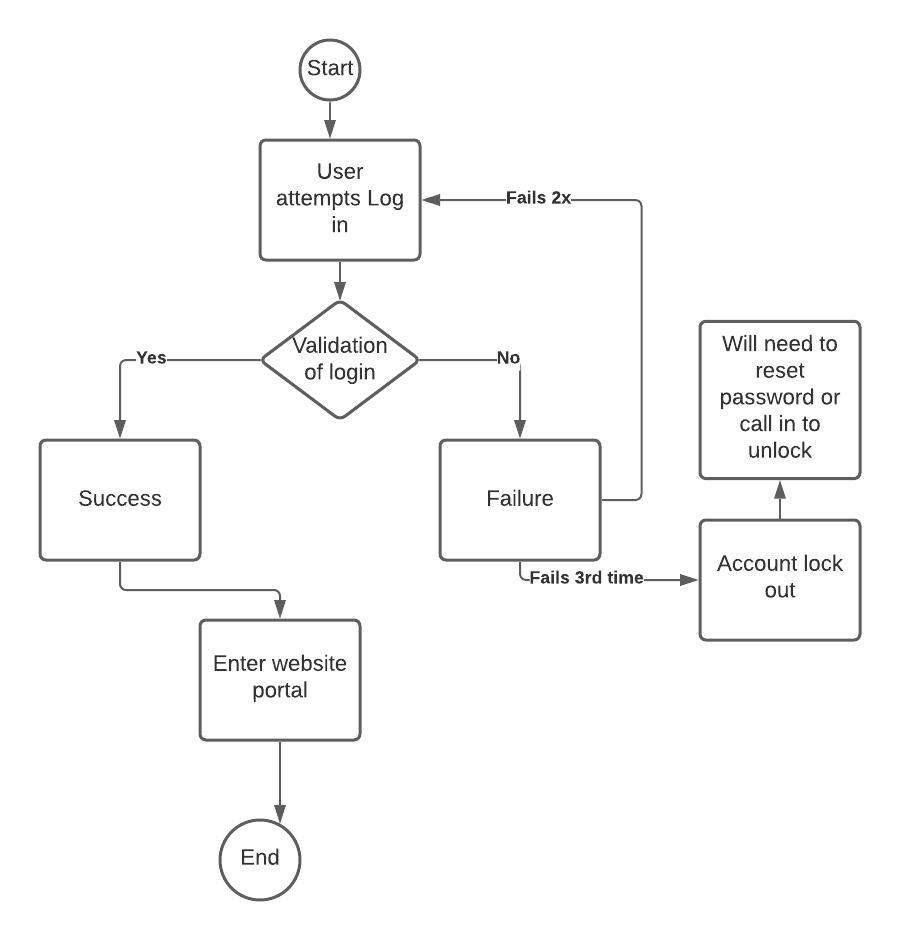 Start
User
attempts Log
in
Fails 2x
Validation
of login
Yes
No
Will need to
reset
password or
call in to
unlock
Success
Failure
Account lock
out
Fails 3rd time
Enter website
portal
End